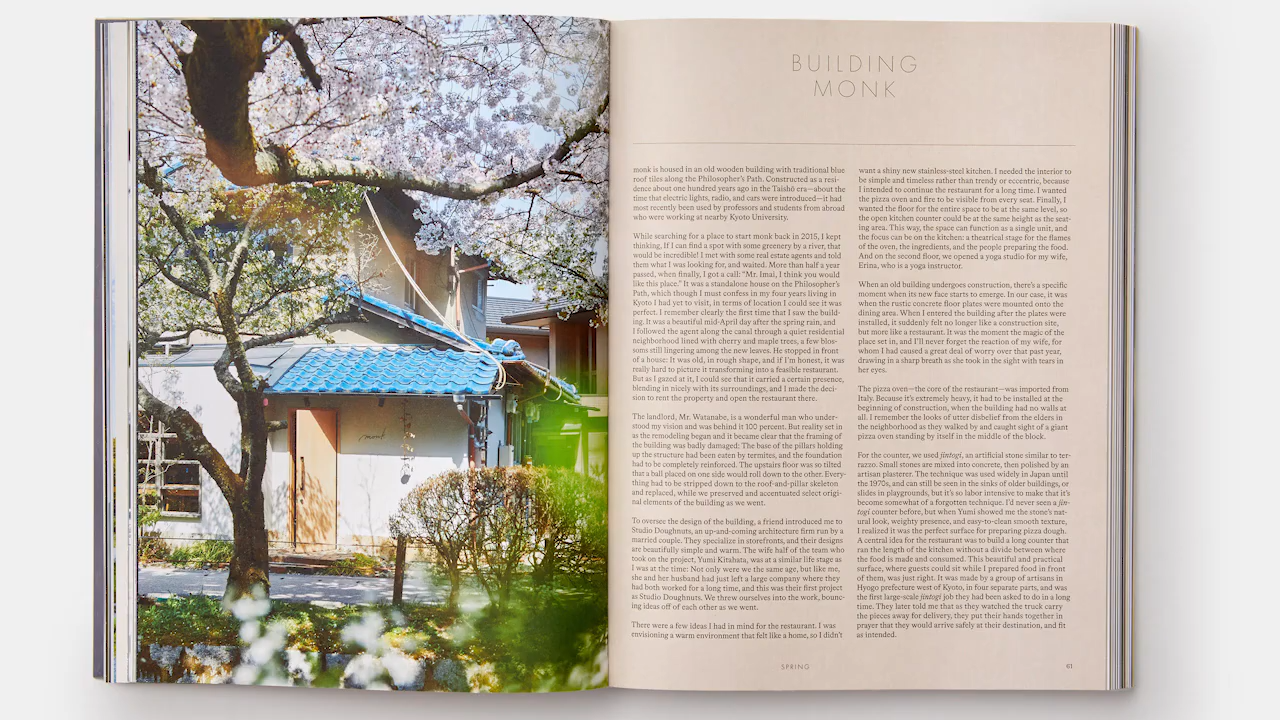 monk
BUILDING
MONK
monk is housed in an old wooden building with traditional blue
roof tiles along the Philosopher's Path. Constructed as a resi-
dence about one hundred years ago in the Taishō era—about the
time that electric lights, radio, and cars were introduced—it had
most recently been used by professors and students from abroad
who were working at nearby Kyoto University.
While searching for a place to start monk back in 2015, I kept
thinking, If I can find a spot with some greenery by a river, that
would be incredible! I met with some real estate agents and told
them what I was looking for, and waited. More than half a year
passed, when finally, I got a call: "Mr. Imai, I think you would
like this place." It was a standalone house on the Philosopher's
Path, which though I must confess in my four years living in
Kyoto I had yet to visit, in terms of location I could see it was
perfect. I remember clearly the first time that I saw the build-
ing. It was a beautiful mid-April day after the spring rain, and
I followed the agent along the canal through a quiet residential
neighborhood lined with cherry and maple trees, a few blos-
soms still lingering among the new leaves. He stopped in front
of a house: It was old, in rough shape, and if I'm honest, it was
really hard to picture it transforming into a feasible restaurant.
But as I gazed at it, I could see that it carried a certain presence,
blending in nicely with its surroundings, and I made the deci-
sion to rent the property and open the restaurant there.
The landlord, Mr. Watanabe, is a wonderful man who under-
stood my vision and was behind it 100 percent. But reality set in
as the remodeling began and it became clear that the framing of
the building was badly damaged: The base of the pillars holding
up the structure had been eaten by termites, and the foundation
had to be completely reinforced. The upstairs floor was so tilted
that a ball placed on one side would roll down to the other. Every-
thing had to be stripped down to the roof-and-pillar skeleton
and replaced, while we preserved and accentuated select origi-
nal elements of the building as we went.
To oversee the design of the building, a friend introduced me to
Studio Doughnuts, an up-and-coming architecture firm run by a
married couple. They specialize in storefronts, and their designs
are beautifully simple and warm. The wife half of the team who
took on the project, Yumi Kitabata, was at a similar life stage as
I was at the time: Not only were we the same age, but like me,
she and her husband had just left a large company where they
had both worked for a long time, and this was their first project
as Studio Doughnuts. We threw ourselves into the work, bounc-
ing ideas off of each other as we went.
There were a few ideas I had in mind for the restaurant. I was
envisioning a warm environment that felt like a home, so I didn't
want a shiny new stainless-steel kitchen. I needed the interior to
be simple and timeless rather than trendy or eccentric, because
I intended to continue the restaurant for a long time. I wanted
the pizza oven and fire to be visible from every seat. Finally, I
wanted the floor for the entire space to be at the same level, so
the open kitchen counter could be at the same height as the seat-
ing area. This way, the space can function as a single unit, and
the focus can be on the kitchen: a theatrical stage for the flames
of the oven, the ingredients, and the people preparing the food.
And on the second floor, we opened a yoga studio for my wife,
Erina, who is a yoga instructor.
When an old building undergoes construction, there's a specific
moment when its new face starts to emerge. In our case, it was
when the rustic concrete floor plates were mounted onto the
dining area. When I entered the building after the plates were
installed, it suddenly felt no longer like a construction site,
but more like a restaurant. It was the moment the magic of the
place set in, and I'll never forget the reaction of my wife, for
whom I had caused a great deal of worry over that past year,
drawing in a sharp breath as she took in the sight with tears in
her eyes.
The pizza oven—the core of the restaurant—was imported from
Italy. Because it's extremely heavy, it had to be installed at the
beginning of construction, when the building had no walls at
all. I remember the looks of utter disbelief from the elders in
the neighborhood as they walked by and caught sight of a giant
pizza oven standing by itself in the middle of the block.
For the counter, we used jintogi, an artificial stone similar to ter-
razzo. Small stones are mixed into concrete, then polished by an
artisan plasterer. The technique was used widely in Japan until
the 1970s, and can still be seen in the sinks of older buildings, or
slides in playgrounds, but it's so labor intensive to make that it's
become somewhat of a forgotten technique. I'd never seen a jin-
togi counter before, but when Yumi showed me the stone's nat-
ural look, weighty presence, and easy-to-clean smooth texture,
I realized it was the perfect surface for preparing pizza dough.
A central idea for the restaurant was to build a long counter that
ran the length of the kitchen without a divide between where
the food is made and consumed. This beautiful and practical
surface, where guests could sit while I prepared food in front
of them, was just right. It was made by a group of artisans in
Hyogo prefecture west of Kyoto, in four separate parts, and was
the first large-scale jintogi job they had been asked to do in a long
time. They later told me that as they watched the truck carry
the pieces away for delivery, they put their hands together in
prayer that they would arrive safely at their destination, and fit
as intended.
SPRING
61